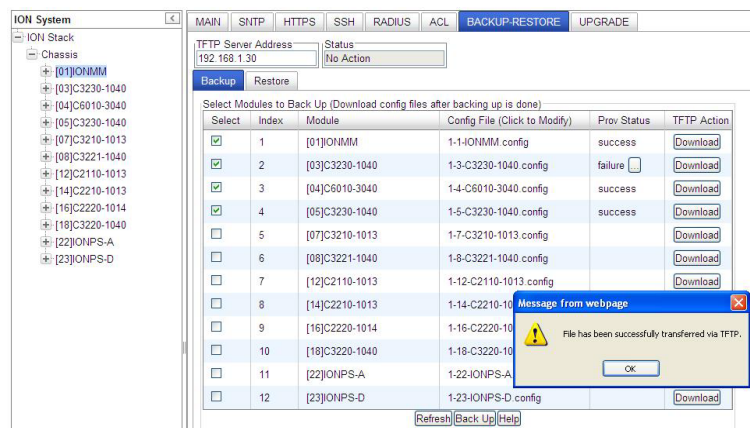 ION System
ION Stack
Chassis
[01]IONMM
[03]C3230-1040
[04]C6010-3040
[05]C3230-1040
[07]C3210-1013
[08]C3221-1040
[12]C2110-1013
[14]C2210-1013
[16]C2220-1014
[18]C3220-1040
[22]IONPS-A
[23]IONPS-D
MAIN SNTP HTTPS SSH RADIUS ACL BACKUP-RESTORE UPGRADE
TFTP Server Address Status
192.168.1.30 No Action
Backup Restore
Select Modules to Back Up (Download config files after backing up is done)
Select Index Module Config File (Click to Modify) Prov Status TFTP Action
1 [01]IONMM 1-1-IONMM.config success Download
2 [03]C3230-1040 1-3-C3230-1040.config failure ... Download
3 [04]C6010-3040 1-4-C6010-3040.config success Download
4 [05]C3230-1040 1-5-C3230-1040.config success Download
5 [07]C3210-1013 1-7-C3210-1013.config Download
6 [08]C3221-1040 1-8-C3221-1040.config Download
7 [12]C2110-1013 1-12-C2110-1013.config Download
8 [14]C2210-1013 1-14-C2210-10
9 [16]C2220-1014 1-16-C2220-10
10 [18]C3220-1040 1-18-C3220-10
11 [22]IONPS-A 1-22-IONPS-A.
12 [23]IONPS-D 1-23-IONPS-D.config Download
Message from webpage
File has been successfully transferred via TFTP.
OK
Refresh Back Up Help